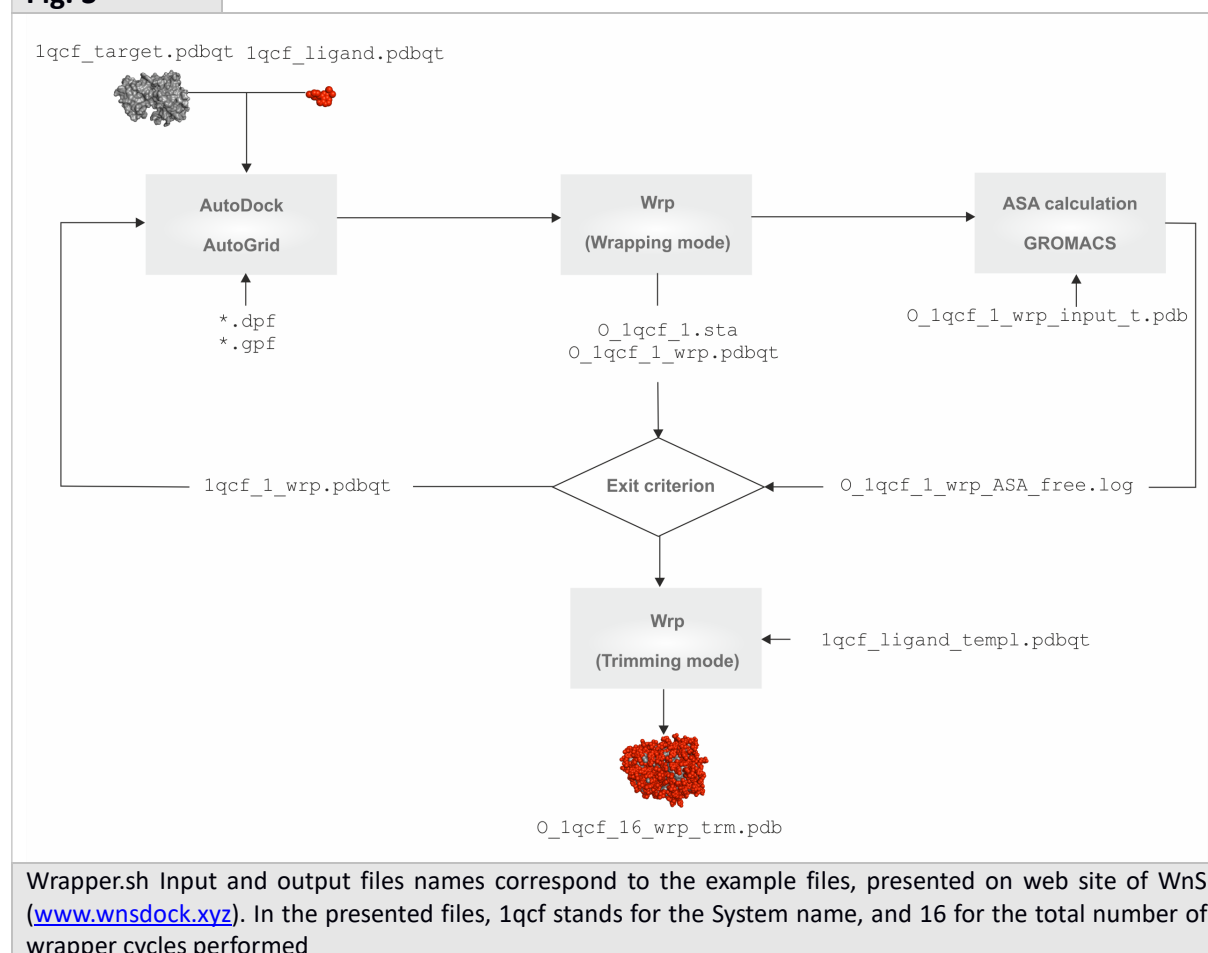 1qcf_target.pdbqt 1qcf_ligand.pdbqt
AutoDock
AutoGrid
Wrp
(Wrapping mode)
ASA calculation
GROMACS
*.dpf
*.gpf
O_1qcf_1.sta
O_1qcf_1_wrp.pdbqt
O_1qcf_1_wrp_input_t.pdb
1qcf_1_wrp.pdbqt
Exit criterion
O_1qcf_1_wrp_ASA_free.log
Wrp
(Trimming mode)
1qcf_ligand_templ.pdbqt
O_1qcf_16_wrp_trm.pdb
Wrapper.sh Input and output files names correspond to the example files, presented on web site of WnS
(www.wnsdock.xyz). In the presented files, 1qcf stands for the System name, and 16 for the total number of
wrapper cycles performed